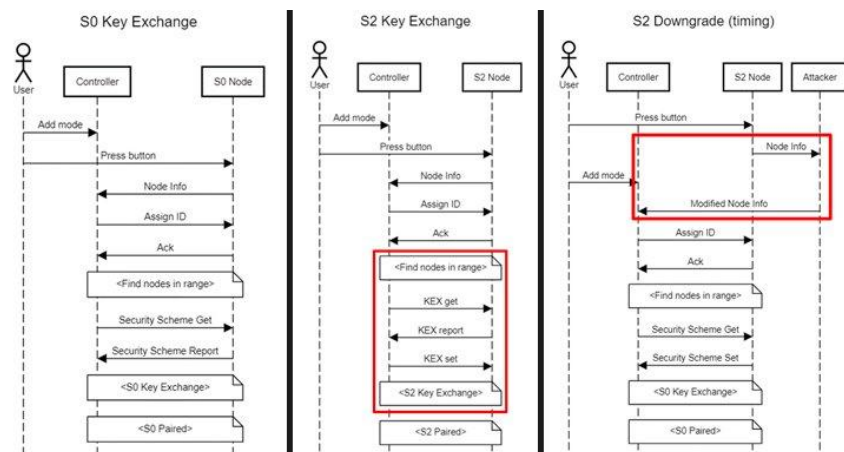 S0 Key Exchange
User
Controller
S0 Node
Add mode
Press button
Node Info
Assign ID
Ack
<Find nodes in range>
Security Scheme Get
Security Scheme Report
<S0 Key Exchange>
<S0 Paired>
S2 Key Exchange
User
Controller
S2 Node
Add mode
Press button
Node Info
Assign ID
Ack
<Find nodes in range>
KEX get
KEX report
KEX set
<S2 Key Exchange>
<S2 Paired>
S2 Downgrade (timing)
User
Controller
S2 Node
Attacker
Press button
Node Info
Add mode
Modified Node Info
Assign ID
Ack
<Find nodes in range>
Security Scheme Get
Security Scheme Set
<S0 Key Exchange>
<S0 Paired>